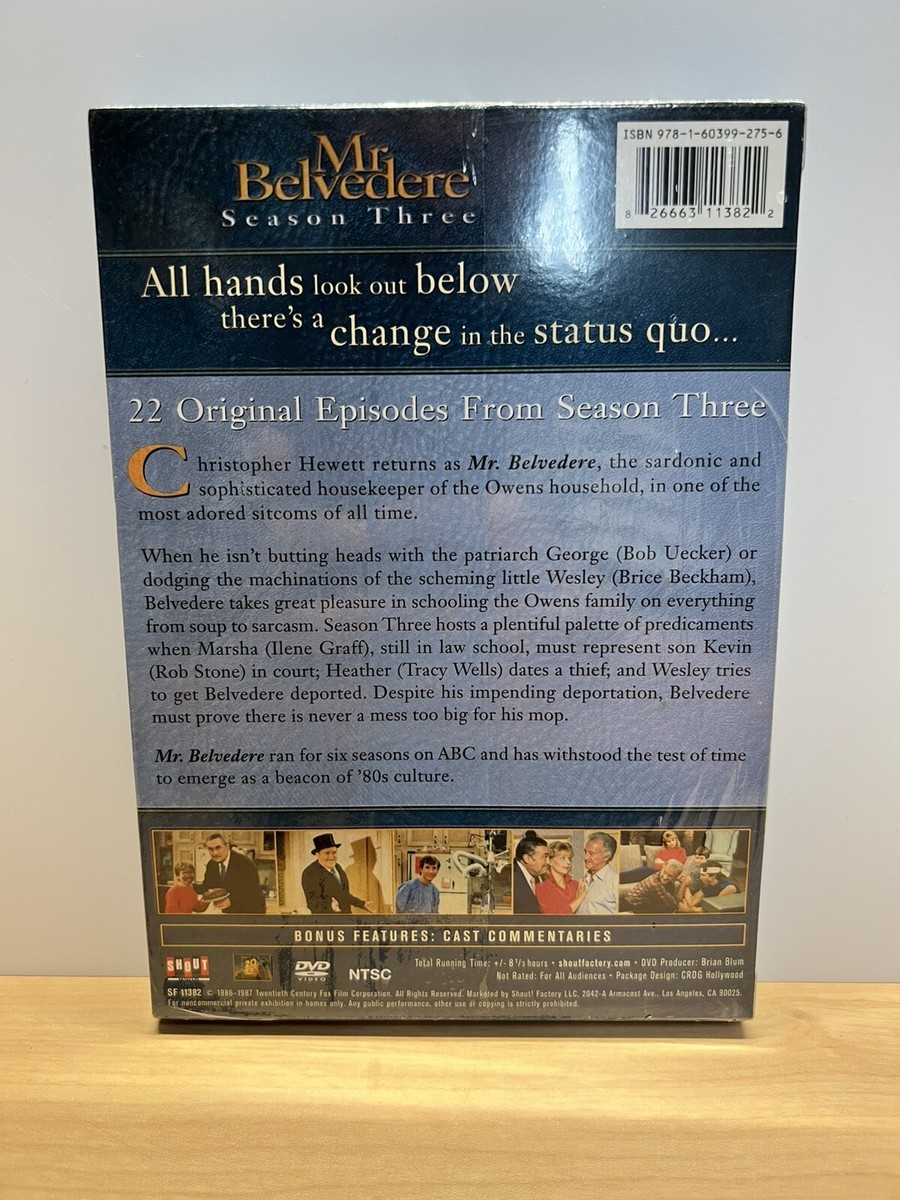 Mr.
Belvedere
Season Three
ISBN 978-1-60399-275-6
8 26663 11382 2
All hands look out below
there's a change in the status quo...
22 Original Episodes From Season Three
Christopher Hewett returns as Mr. Belvedere, the sardonic and
sophisticated housekeeper of the Owens household, in one of the
most adored sitcoms of all time.
When he isn't butting heads with the patriarch George (Bob Uecker) or
dodging the machinations of the scheming little Wesley (Brice Beckham),
Belvedere takes great pleasure in schooling the Owens family on everything
from soup to sarcasm. Season Three hosts a plentiful palette of predicaments
when Marsha (Ilene Graff), still in law school, must represent son Kevin
(Rob Stone) in court; Heather (Tracy Wells) dates a thief; and Wesley tries
to get Belvedere deported. Despite his impending deportation, Belvedere
must prove there is never a mess too big for his mop.
Mr. Belvedere ran for six seasons on ABC and has withstood the test of time
to emerge as a beacon of '80s culture.
BONUS FEATURES: CAST COMMENTARIES
SHOUT
DVD
VIDEO
NTSC
Total Running Time: +/- 8 1/3 hours • shoutfactory.com • DVD Producer: Brian Blum
Not Rated: For All Audiences • Package Design: CRDG Hollywood
SF 11382 © 1986-1987 Twentieth Century Fox Film Corporation. All Rights Reserved. Marketed by Shout! Factory LLC, 2042-A Armacost Ave., Los Angeles, CA 90025.
For noncommercial private exhibition in homes only. Any public performance, other use or copying is strictly prohibited.